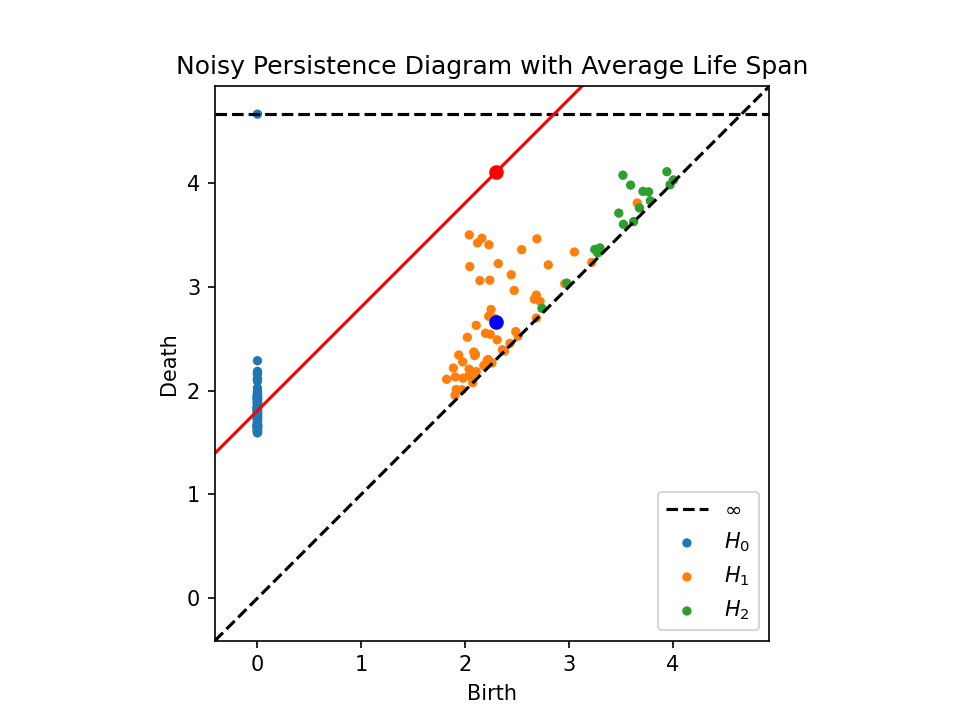 Noisy Persistence Diagram with Average Life Span
Death
4
3
2
1
0
0 1 2 3 4
Birth
∞
H₀
H₁
H₂